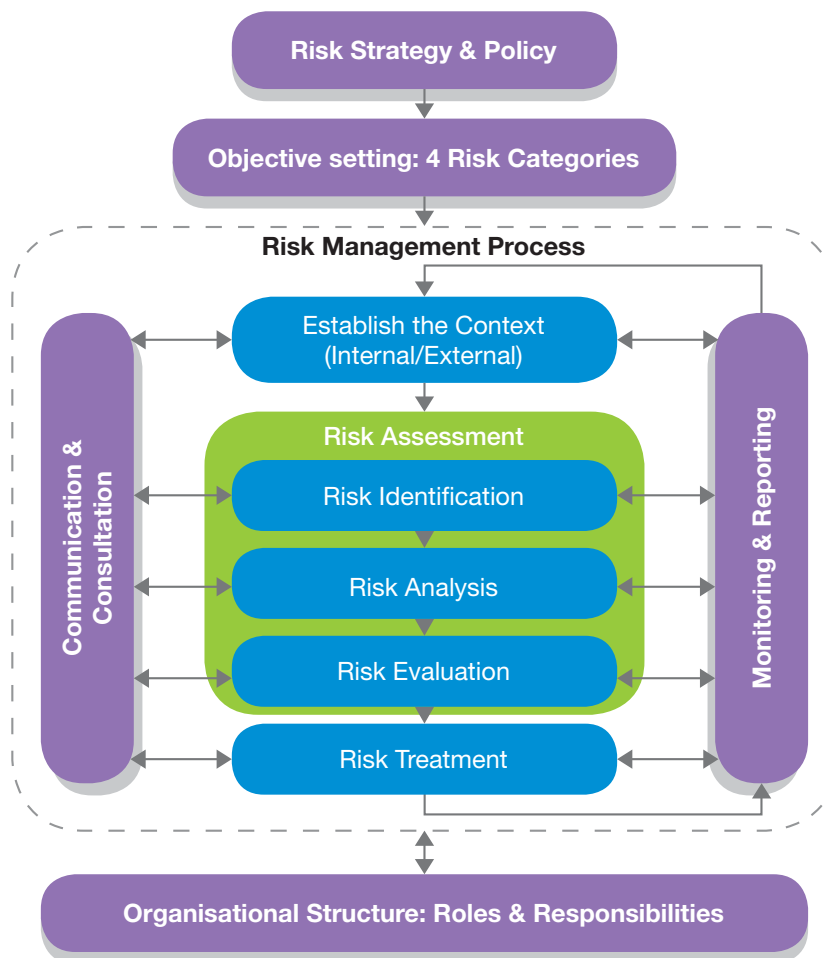 Risk Strategy & Policy
Objective setting: 4 Risk Categories
Risk Management Process
Establish the Context
(Internal/External)
Communication &
Consultation
Risk Assessment
Risk Identification
Risk Analysis
Risk Evaluation
Risk Treatment
Monitoring & Reporting
Organisational Structure: Roles & Responsibilities